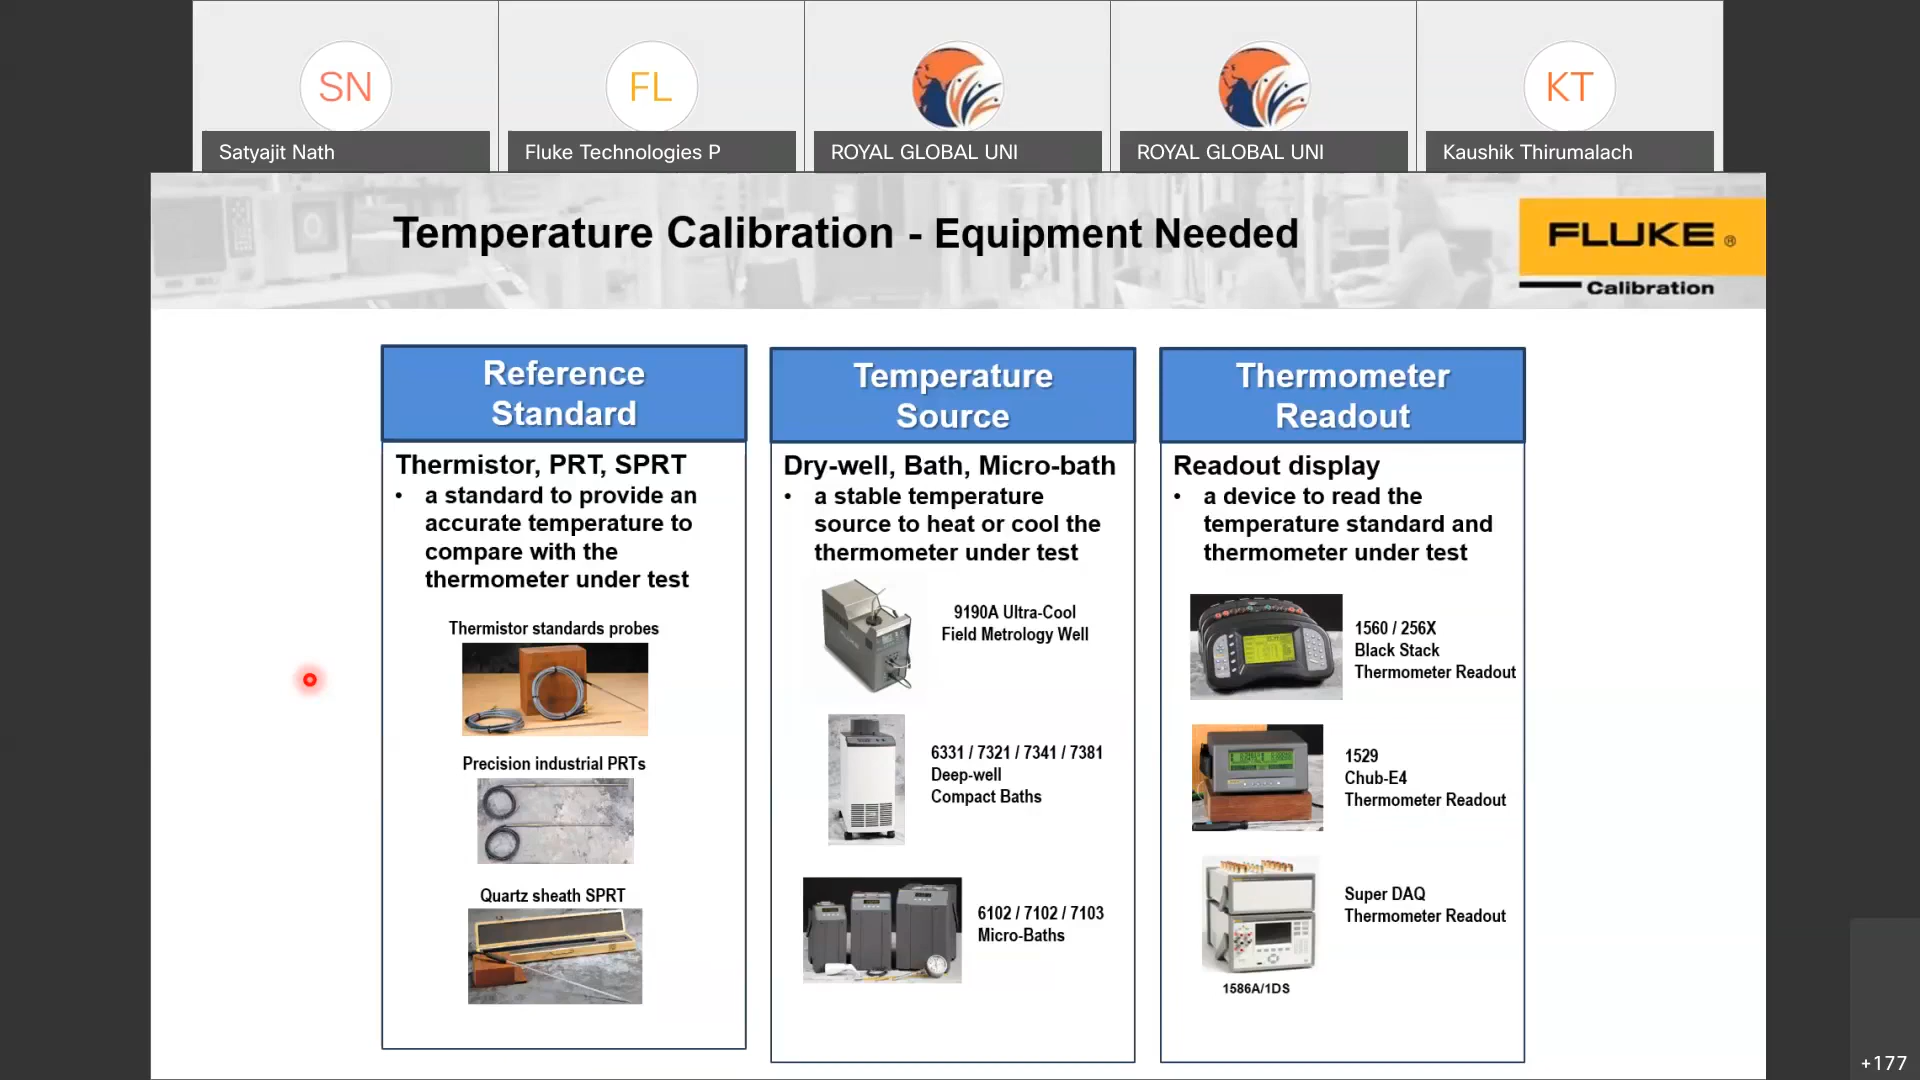 SN
FL
KT
Satyajit Nath
Fluke Technologies P
ROYAL GLOBAL UNI
ROYAL GLOBAL UNI
Kaushik Thirumalach
Temperature Calibration - Equipment Needed
FLUKE ®
Calibration
Reference
Standard
Thermistor, PRT, SPRT
• a standard to provide an
accurate temperature to
compare with the
thermometer under test
Thermistor standards probes
Precision industrial PRTs
Quartz sheath SPRT
Temperature
Source
Dry-well, Bath, Micro-bath
• a stable temperature
source to heat or cool the
thermometer under test
9190A Ultra-Cool
Field Metrology Well
6331 / 7321 / 7341 / 7381
Deep-well
Compact Baths
6102 / 7102 / 7103
Micro-Baths
Thermometer
Readout
Readout display
• a device to read the
temperature standard and
thermometer under test
1560 / 256X
Black Stack
Thermometer Readout
1529
Chub-E4
Thermometer Readout
Super DAQ
Thermometer Readout
1586A/1DS
+177